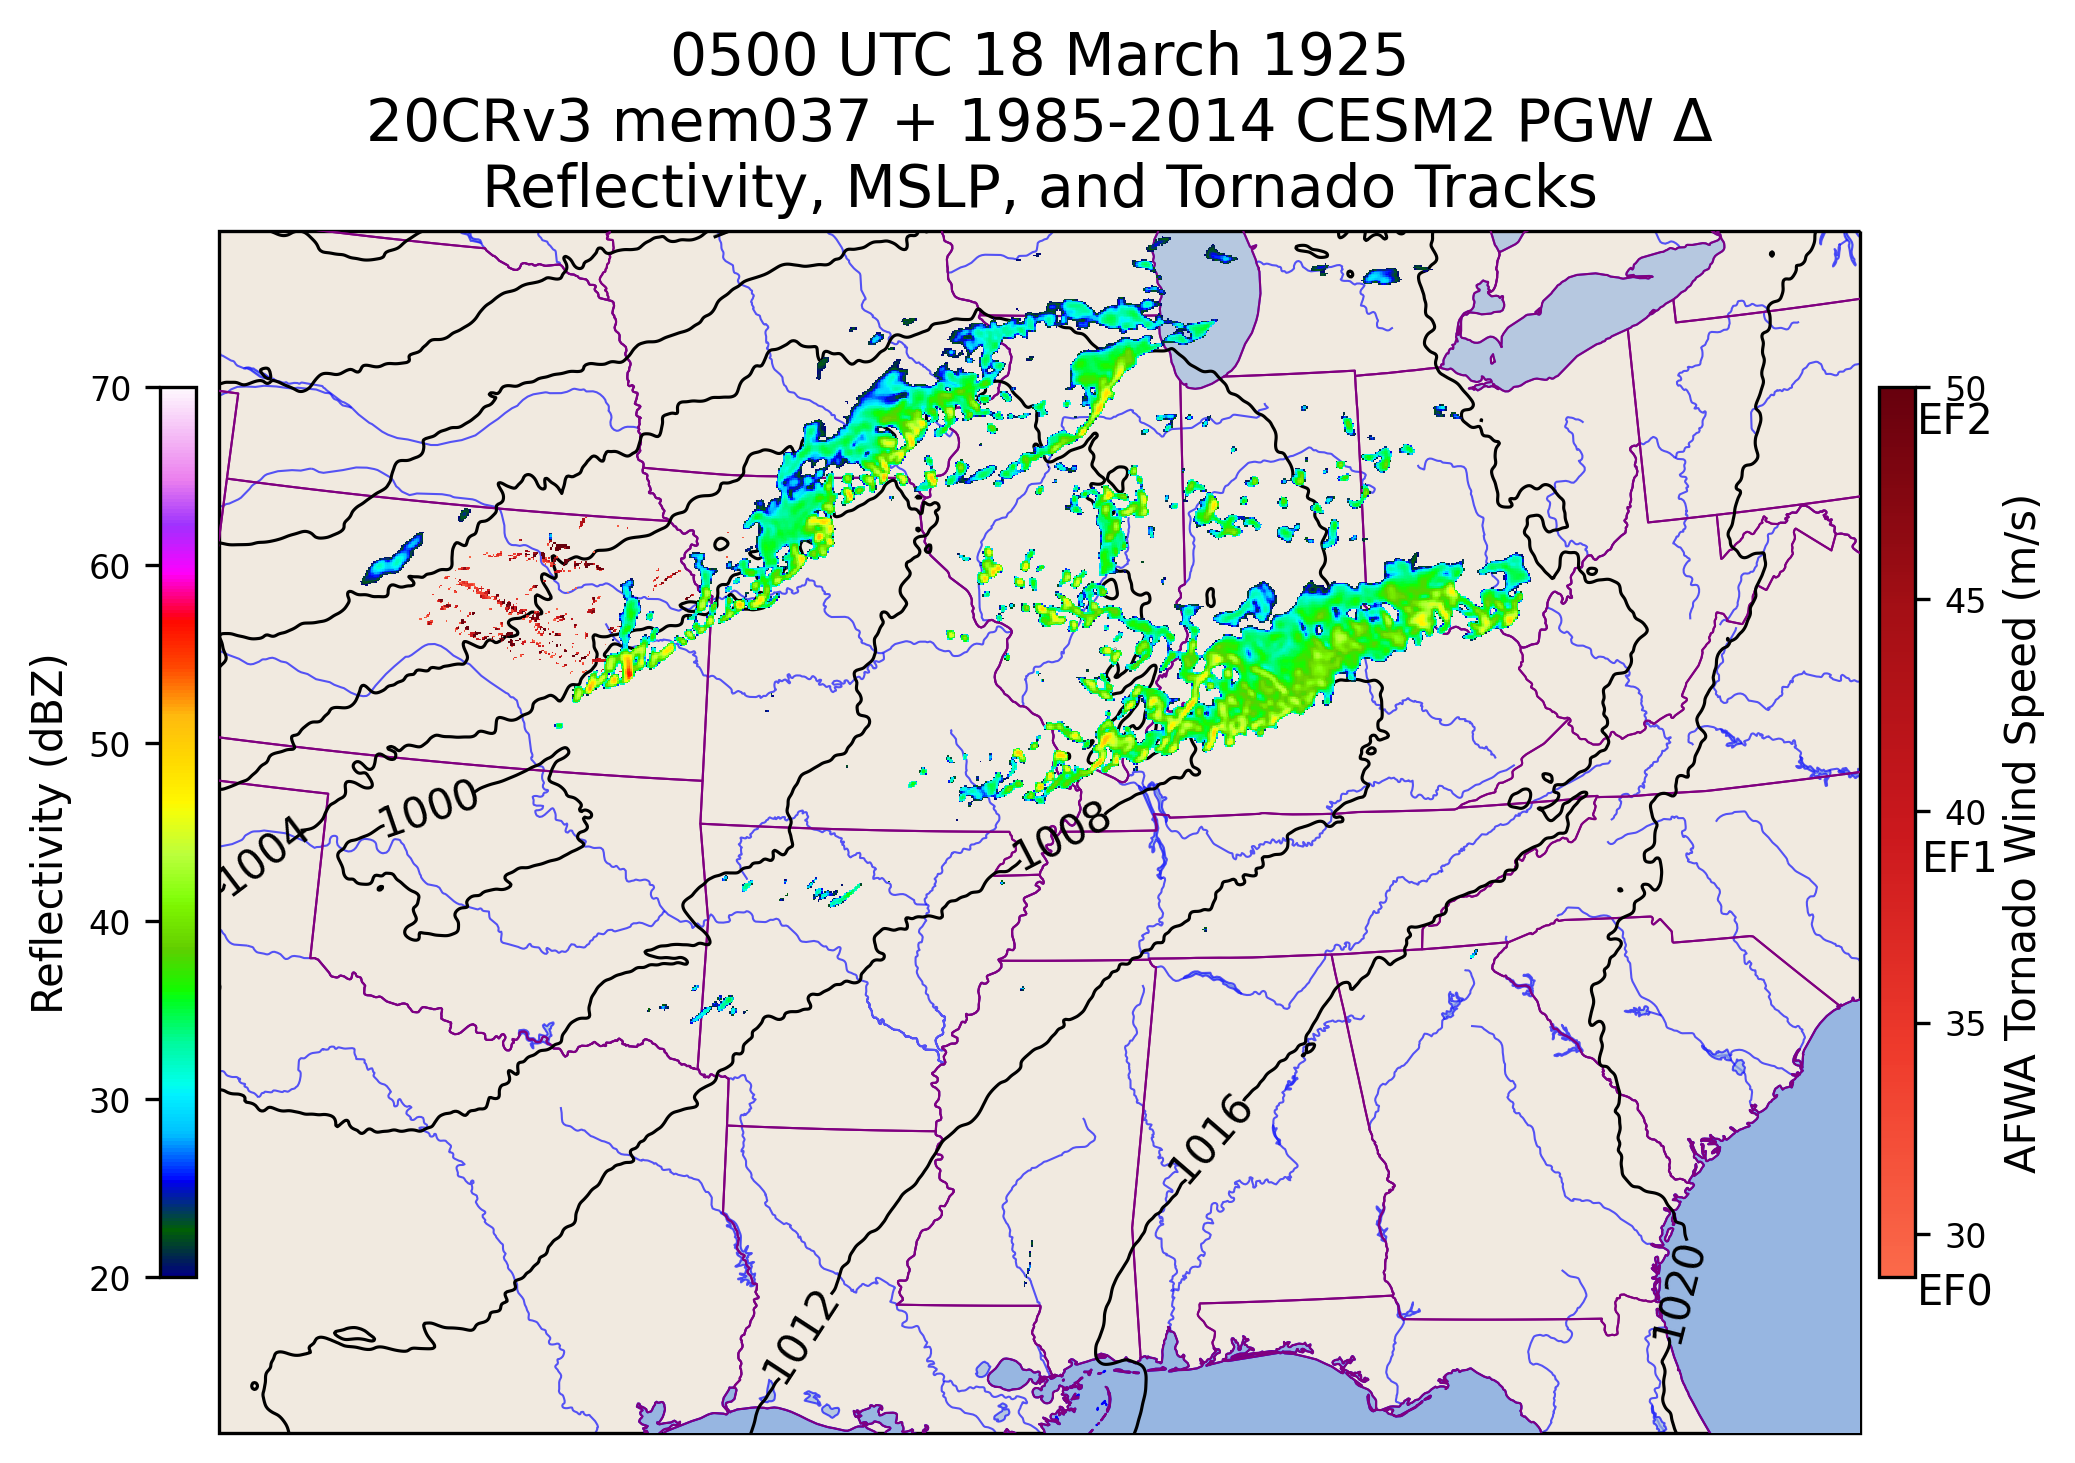 0500 UTC 18 March 1925
20CRv3 mem037 + 1985-2014 CESM2 PGW Δ
Reflectivity, MSLP, and Tornado Tracks
Reflectivity (dBZ)
70
60
50
40
30
20
1004
1000
1008
1012
1016
1020
50
EF2
45
40
EF1
35
30
EF0
AFWA Tornado Wind Speed (m/s)